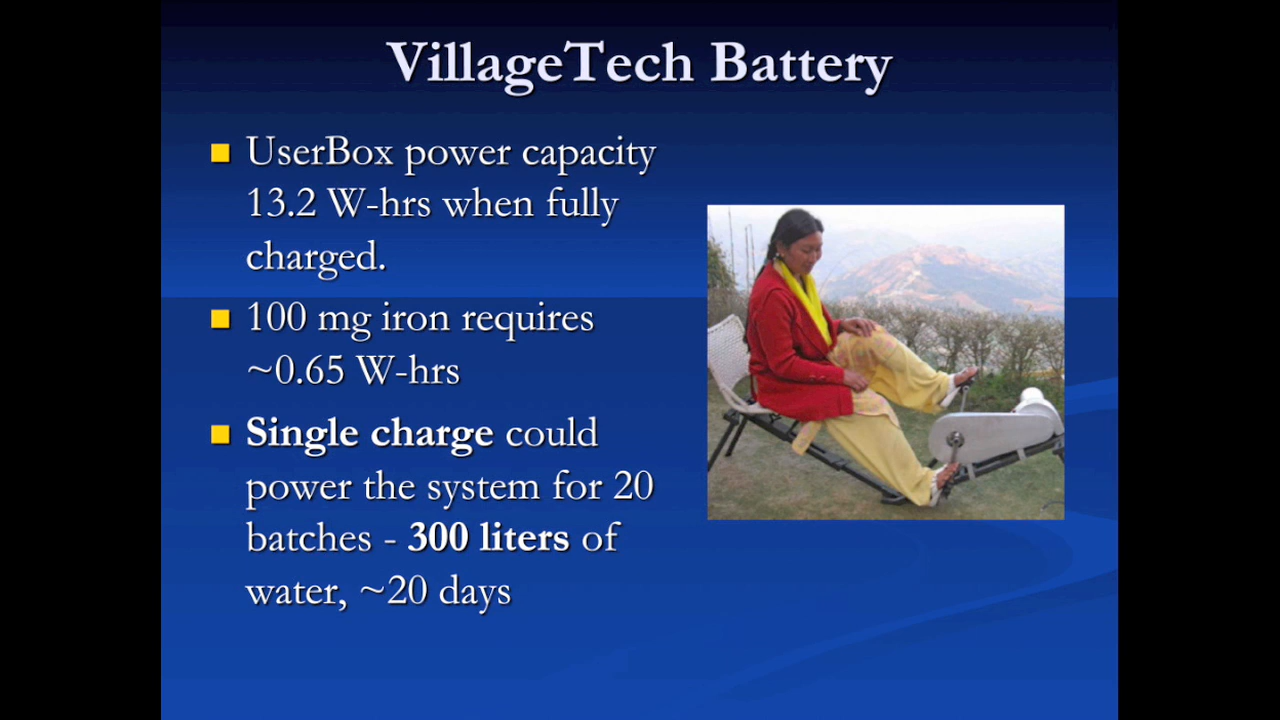 VillageTech Battery
UserBox power capacity
13.2 W-hrs when fully
charged.
100 mg iron requires
~0.65 W-hrs
Single charge could
power the system for 20
batches - 300 liters of
water, ~20 days